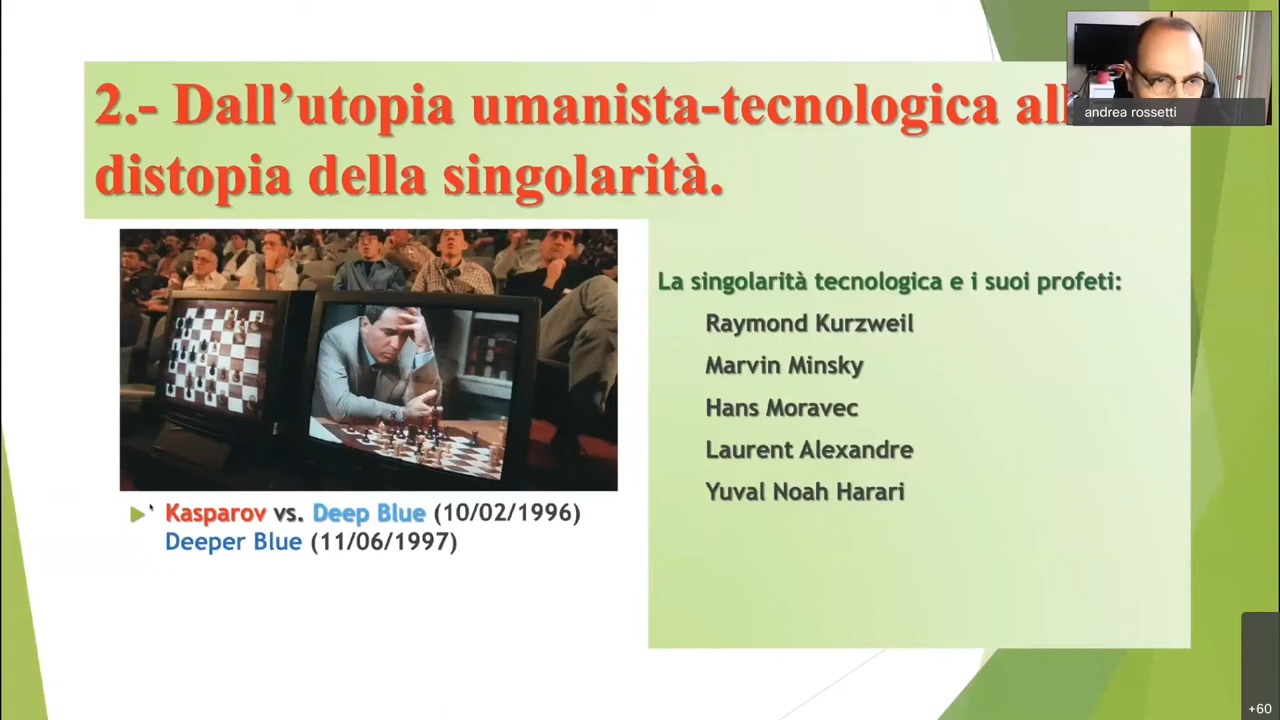 2.- Dall’utopia umanista-tecnologica all
distopia della singolarità.
andrea rossetti
La singolarità tecnologica e i suoi profeti:
Raymond Kurzweil
Marvin Minsky
Hans Moravec
Laurent Alexandre
Yuval Noah Harari
Kasparov vs. Deep Blue (10/02/1996)
Deeper Blue (11/06/1997)
+60